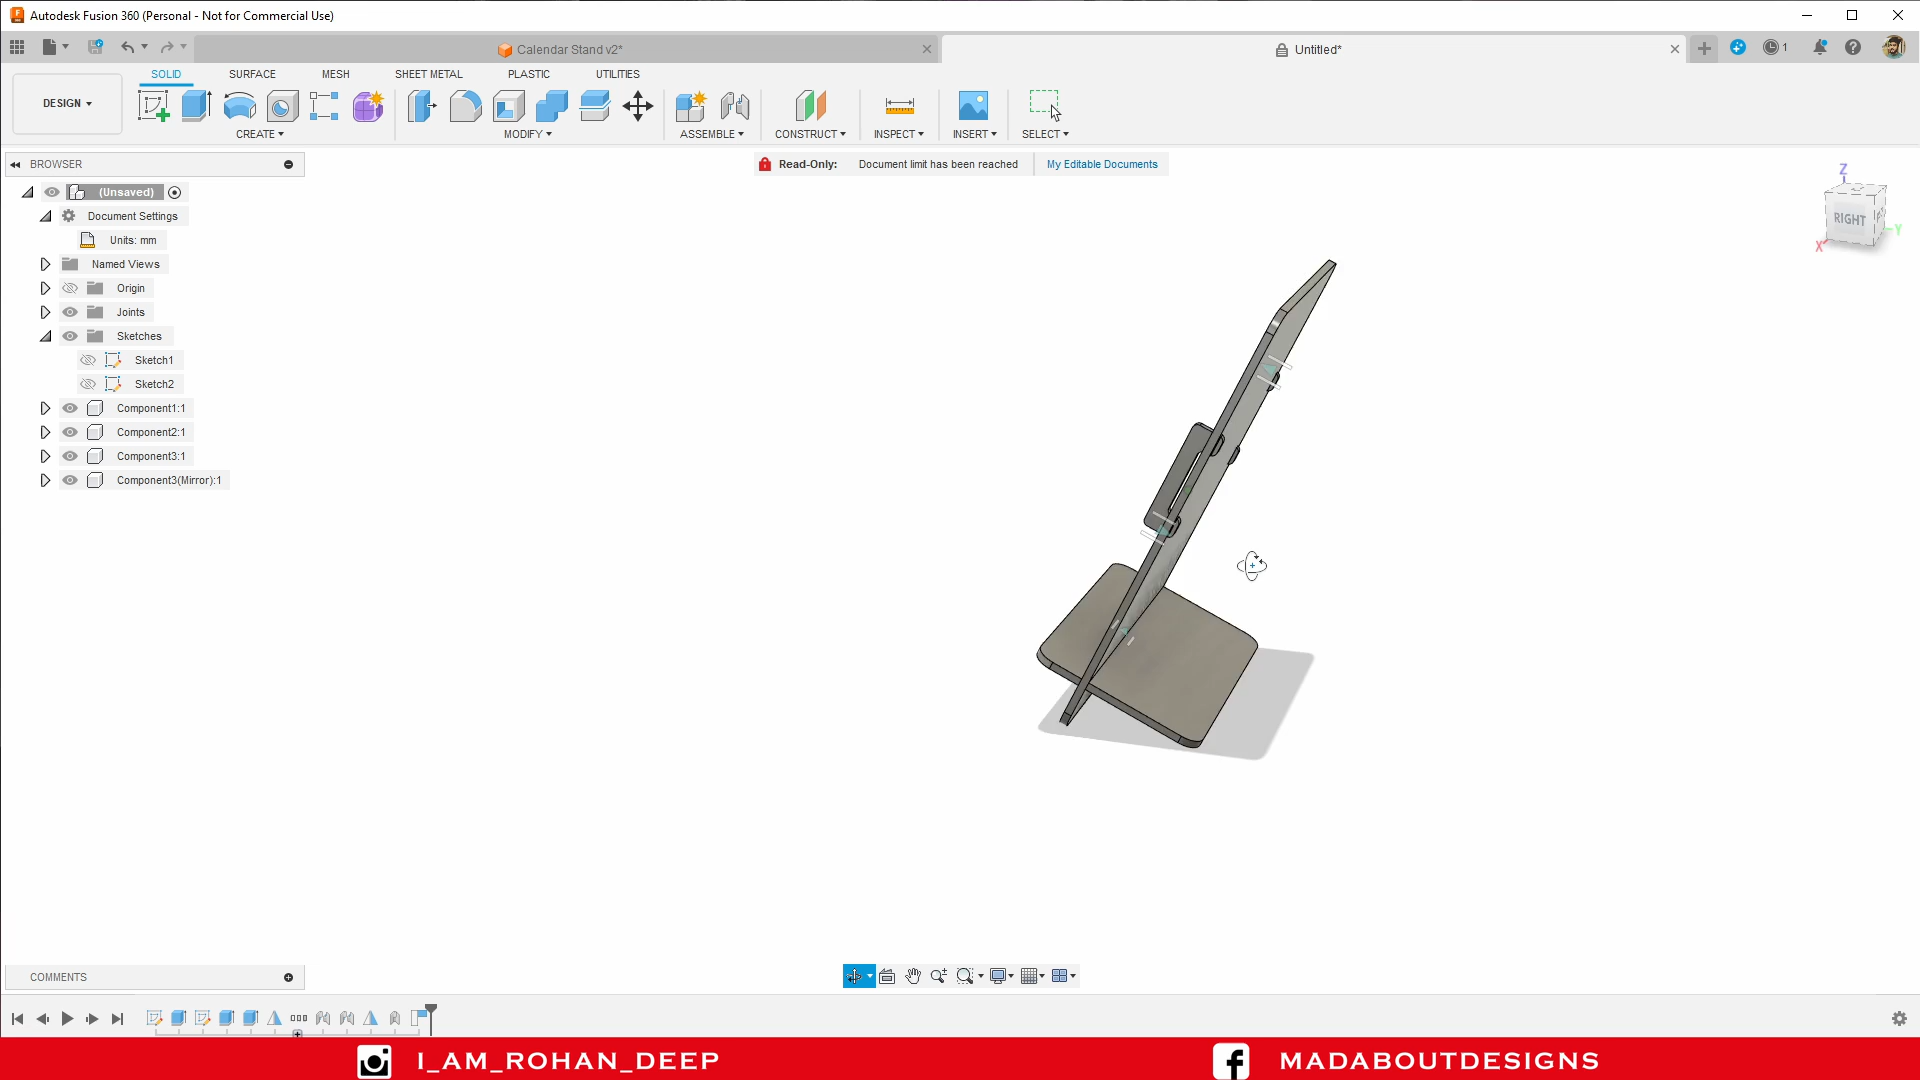 Autodesk Fusion 360 (Personal - Not for Commercial Use)
Calendar Stand v2*
Untitled*
1
DESIGN
SOLID
SURFACE
MESH
SHEET METAL
PLASTIC
UTILITIES
CREATE
MODIFY
ASSEMBLE
CONSTRUCT
INSPECT
INSERT
SELECT
BROWSER
Read-Only: Document limit has been reached My Editable Documents
(Unsaved)
Document Settings
Units: mm
Named Views
Origin
Joints
Sketches
Sketch1
Sketch2
Component1:1
Component2:1
Component3:1
Component3(Mirror):1
Z
RIGHT
Y
X
COMMENTS
I_AM_ROHAN_DEEP
MADABOUTDESIGNS